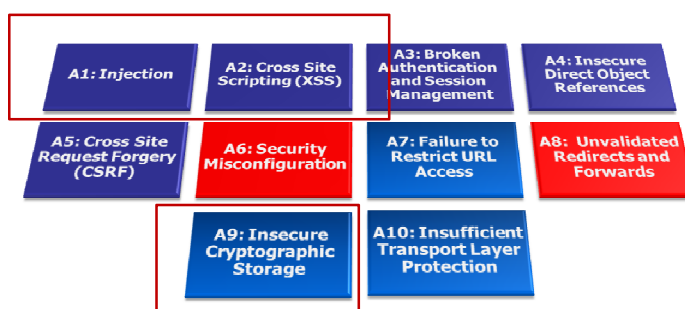 A1: Injection
A2: Cross Site
Scripting (XSS)
A3: Broken
Authentication
and Session
Management
A4: Insecure
Direct Object
References
A5: Cross Site
Request Forgery
(CSRF)
A6: Security
Misconfiguration
A7: Failure to
Restrict URL
Access
A8: Unvalidated
Redirects and
Forwards
A9: Insecure
Cryptographic
Storage
A10: Insufficient
Transport Layer
Protection